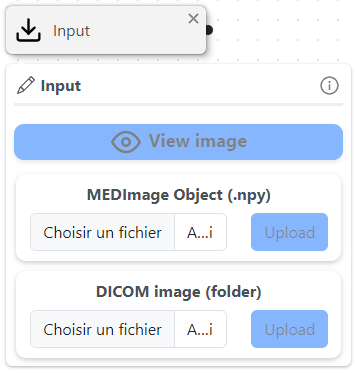 Input
Input
View image
MEDImage Object (.npy)
Choisir un fichier A...i Upload
DICOM image (folder)
Choisir un fichier A...i Upload